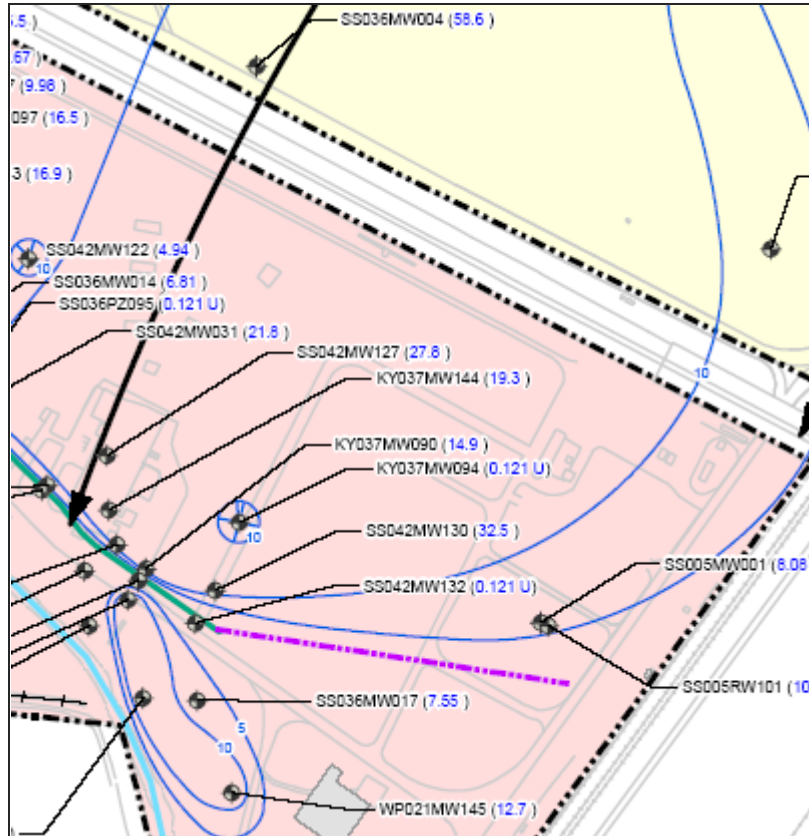 SS036MW004 (58.6 )
.5 )
.67 )
7 (9.98 )
097 (16.5 )
3 (16.9 )
SS042MW122 (4.94 )
10
SS036MW014 (6.81 )
SS036PZ095 (0.121 U)
SS042MW031 (21.8 )
SS042MW127 (27.8 )
10
KY037MW144 (19.3 )
KY037MW090 (14.9 )
KY037MW094 (0.121 U)
10
SS042MW130 (32.5 )
SS005MW001 (8.08
SS042MW132 (0.121 U)
SS005RW101 (10
SS036MW017 (7.55 )
5
10
WP021MW145 (12.7 )
)